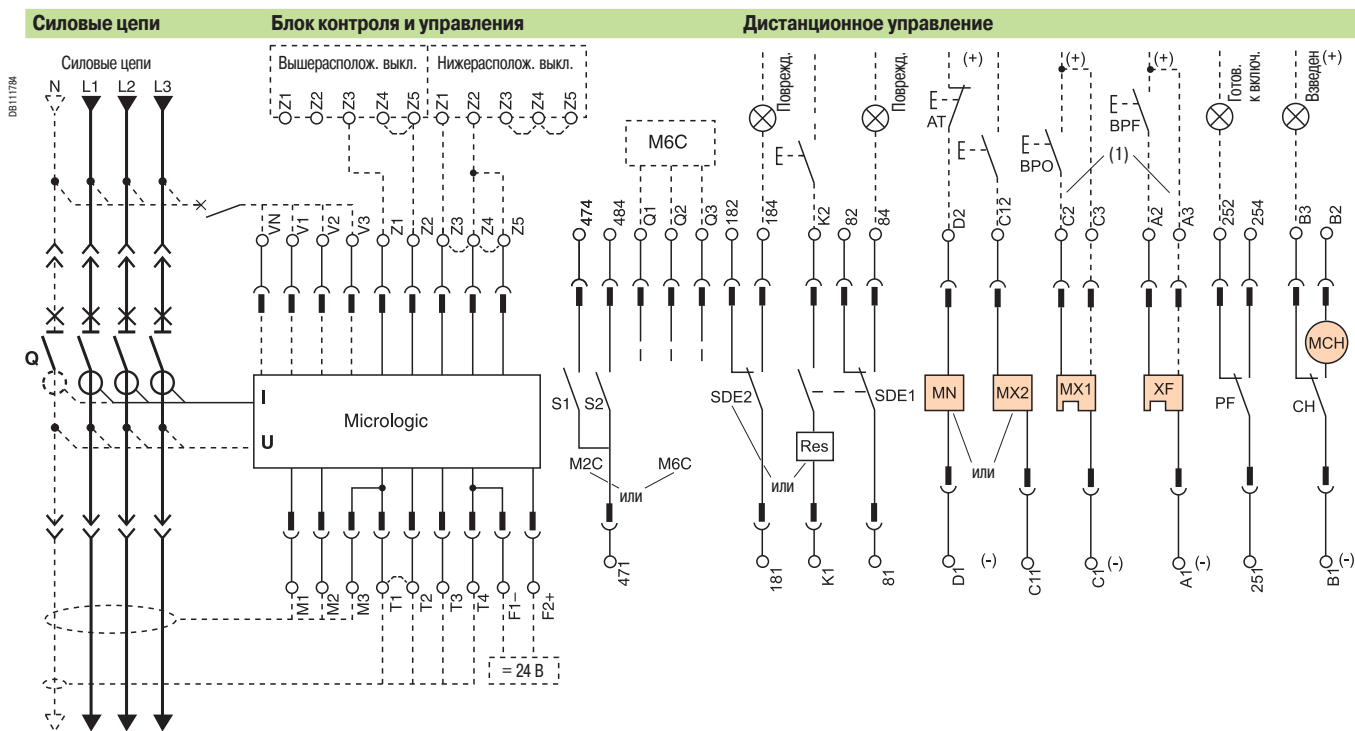 Силовые цепи
Блок контроля и управления
Дистанционное управление
DB111784
Силовые цепи
N L1 L2 L3
Вышерасполож. выкл.
Нижерасполож. выкл.
Z1 Z2 Z3 Z4 Z5 Z1 Z2 Z3 Z4 Z5
M6C
Поврежд.
Поврежд.
(+)
AT
(+)
BPO
(+)
BPF
(1)
Готов. к включ.
Взведен
(+)
VN V1 V2 V3 Z1 Z2 Z3 Z4 Z5
474 484 Q1 Q2 Q3 182 184 K2 82 84 D2 C12 C2 C3 A2 A3 252 254 B3 B2
Q
I
U
Micrologic
S1 S2
SDE2
SDE1
Res
MN
MX2
MX1
XF
PF
CH
MCH
M2C
M6C
или
или
или
471
181 K1 81
D1 (-)
C11
C1 (-)
A1 (-)
251
B1 (-)
M1 M2 M3 T1 T2 T3 T4 F1– F2+
= 24 В